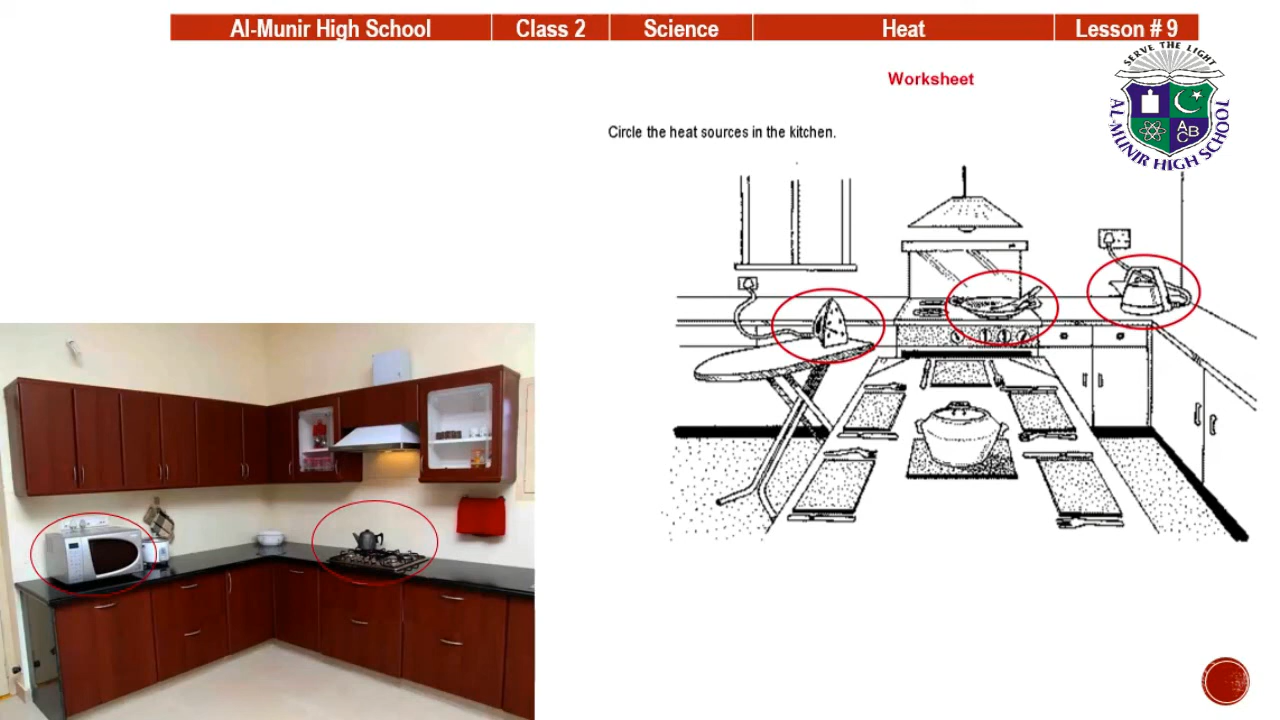 Al-Munir High School
Class 2
Science
Heat
Lesson # 9
SERVE THE LIGHT
Worksheet
AL-MUNIR HIGH SCHOOL
A
B
C
Circle the heat sources in the kitchen.